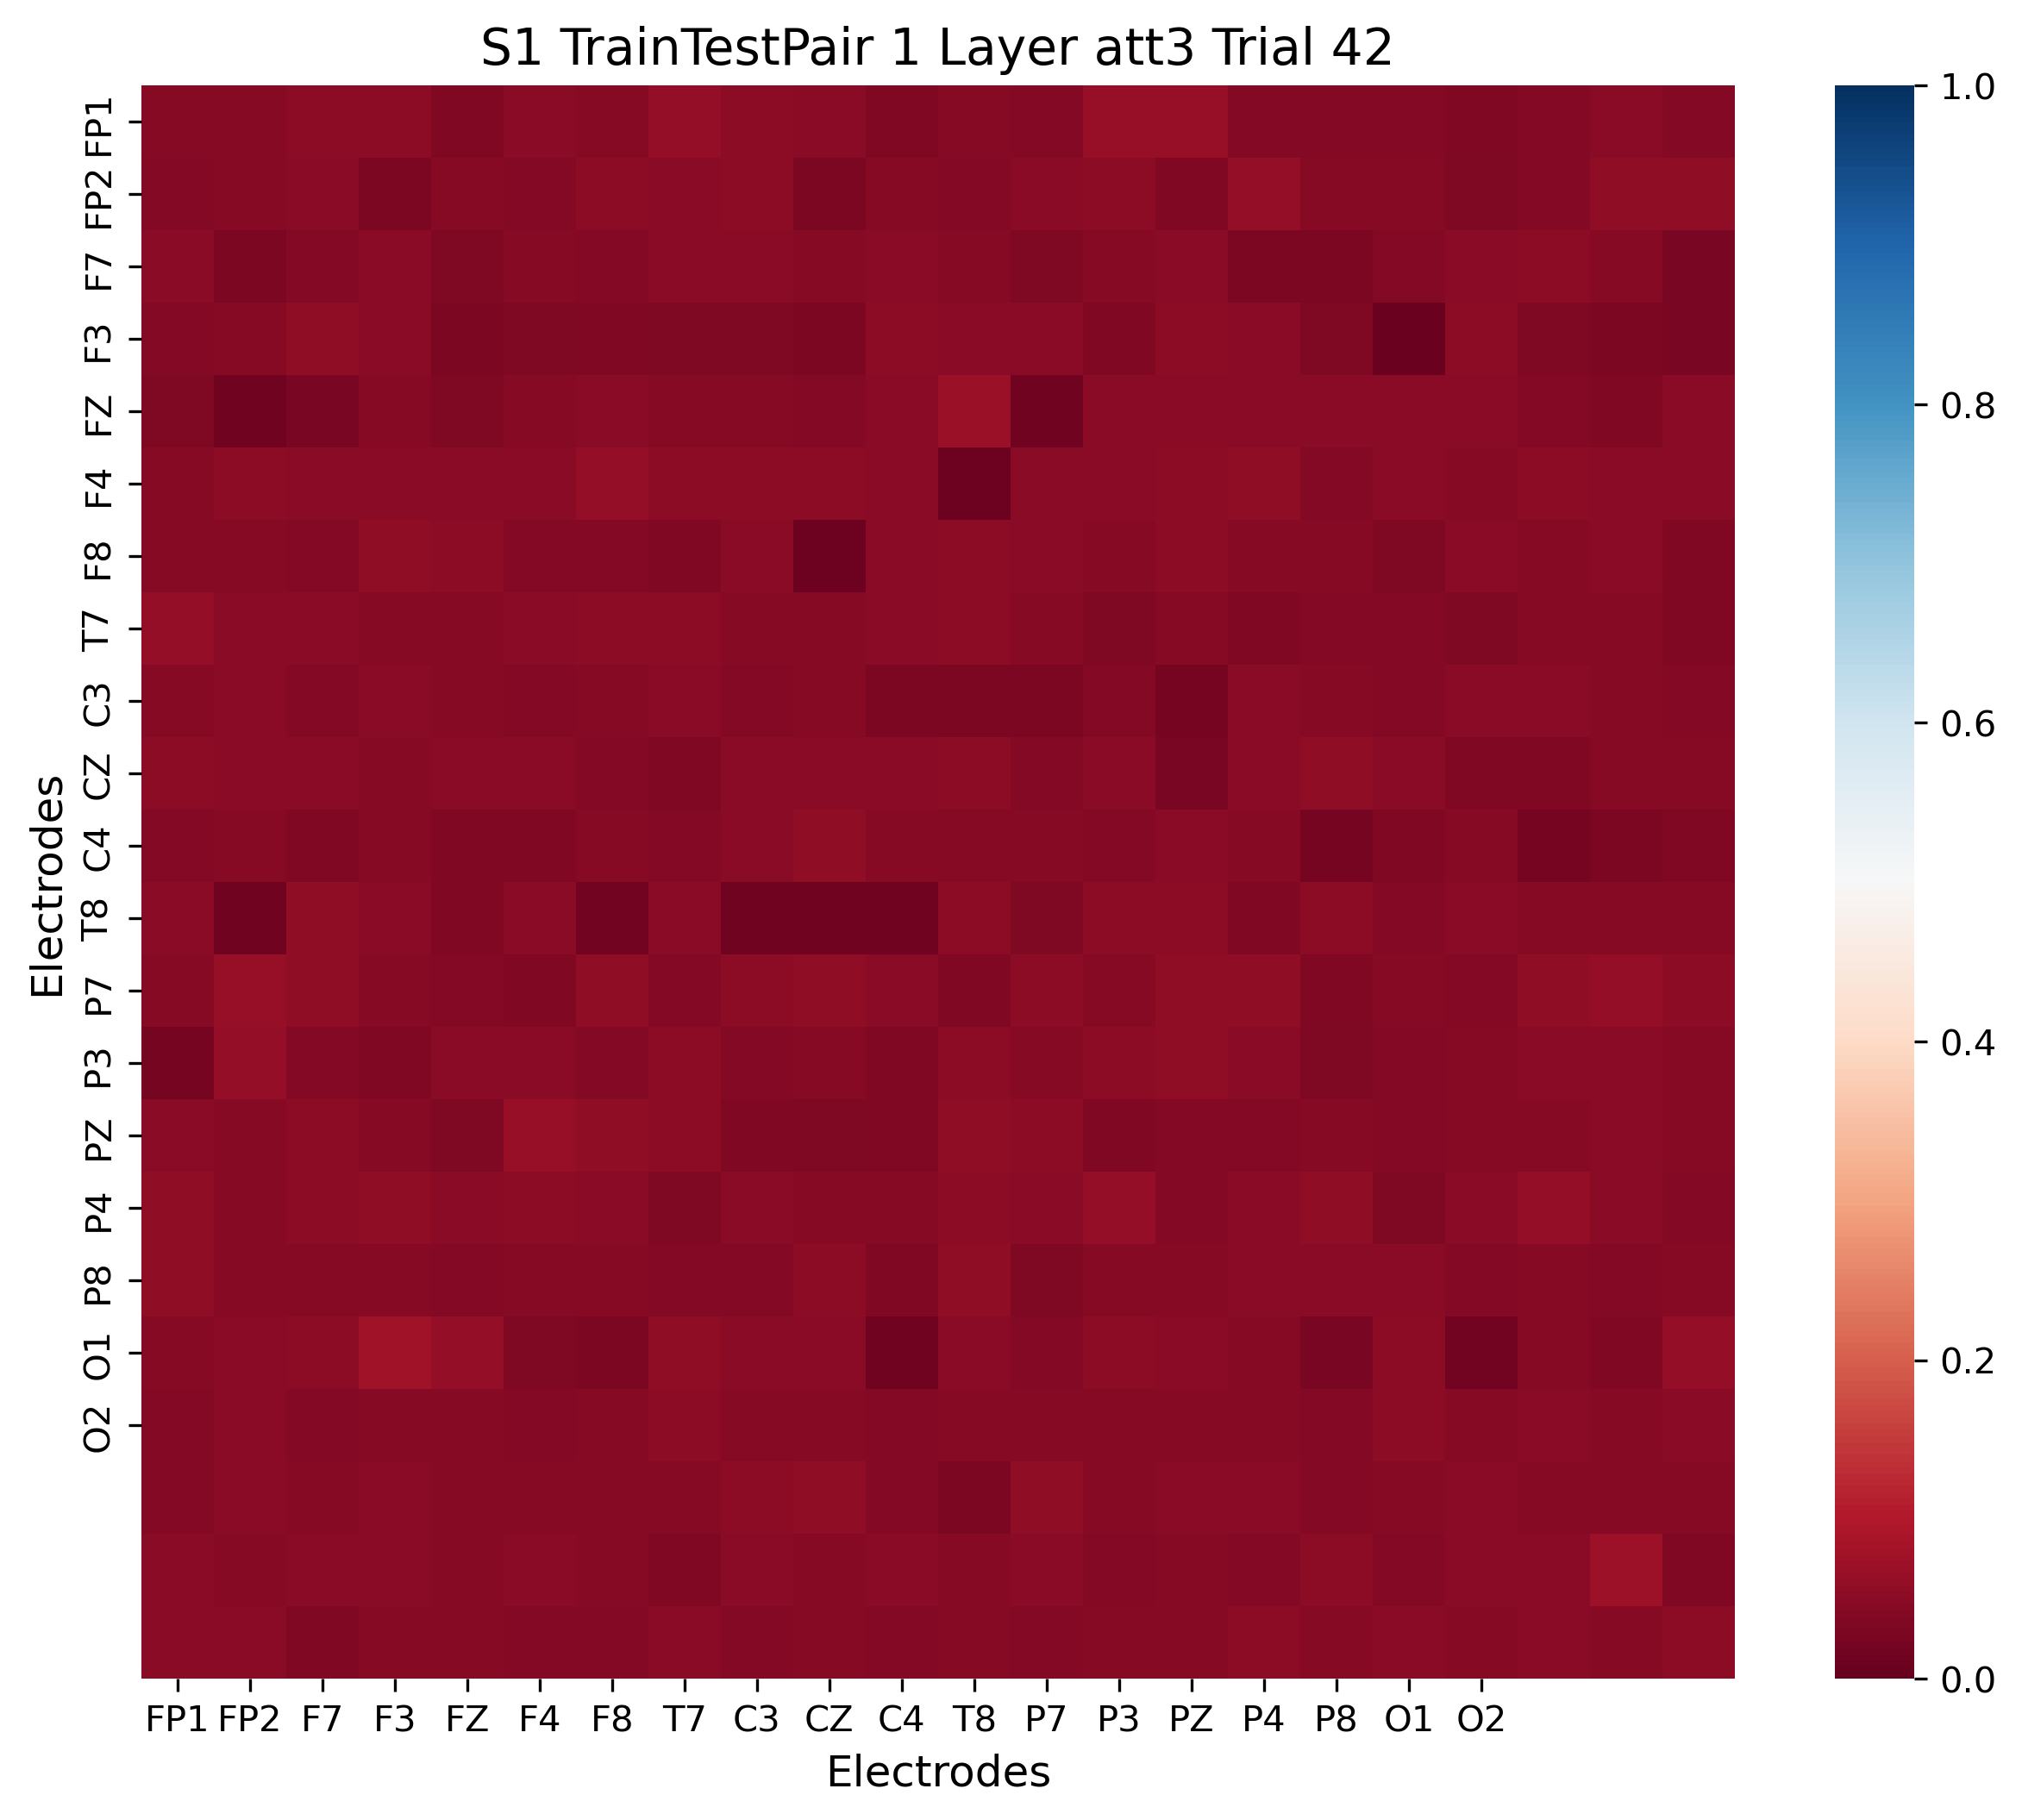 S1 TrainTestPair 1 Layer att3 Trial 42
Electrodes
FP1
FP2
F7
F3
FZ
F4
F8
T7
C3
CZ
C4
T8
P7
P3
PZ
P4
P8
O1
O2
1.0
0.8
0.6
0.4
0.2
0.0
FP1 FP2 F7 F3 FZ F4 F8 T7 C3 CZ C4 T8 P7 P3 PZ P4 P8 O1 O2
Electrodes